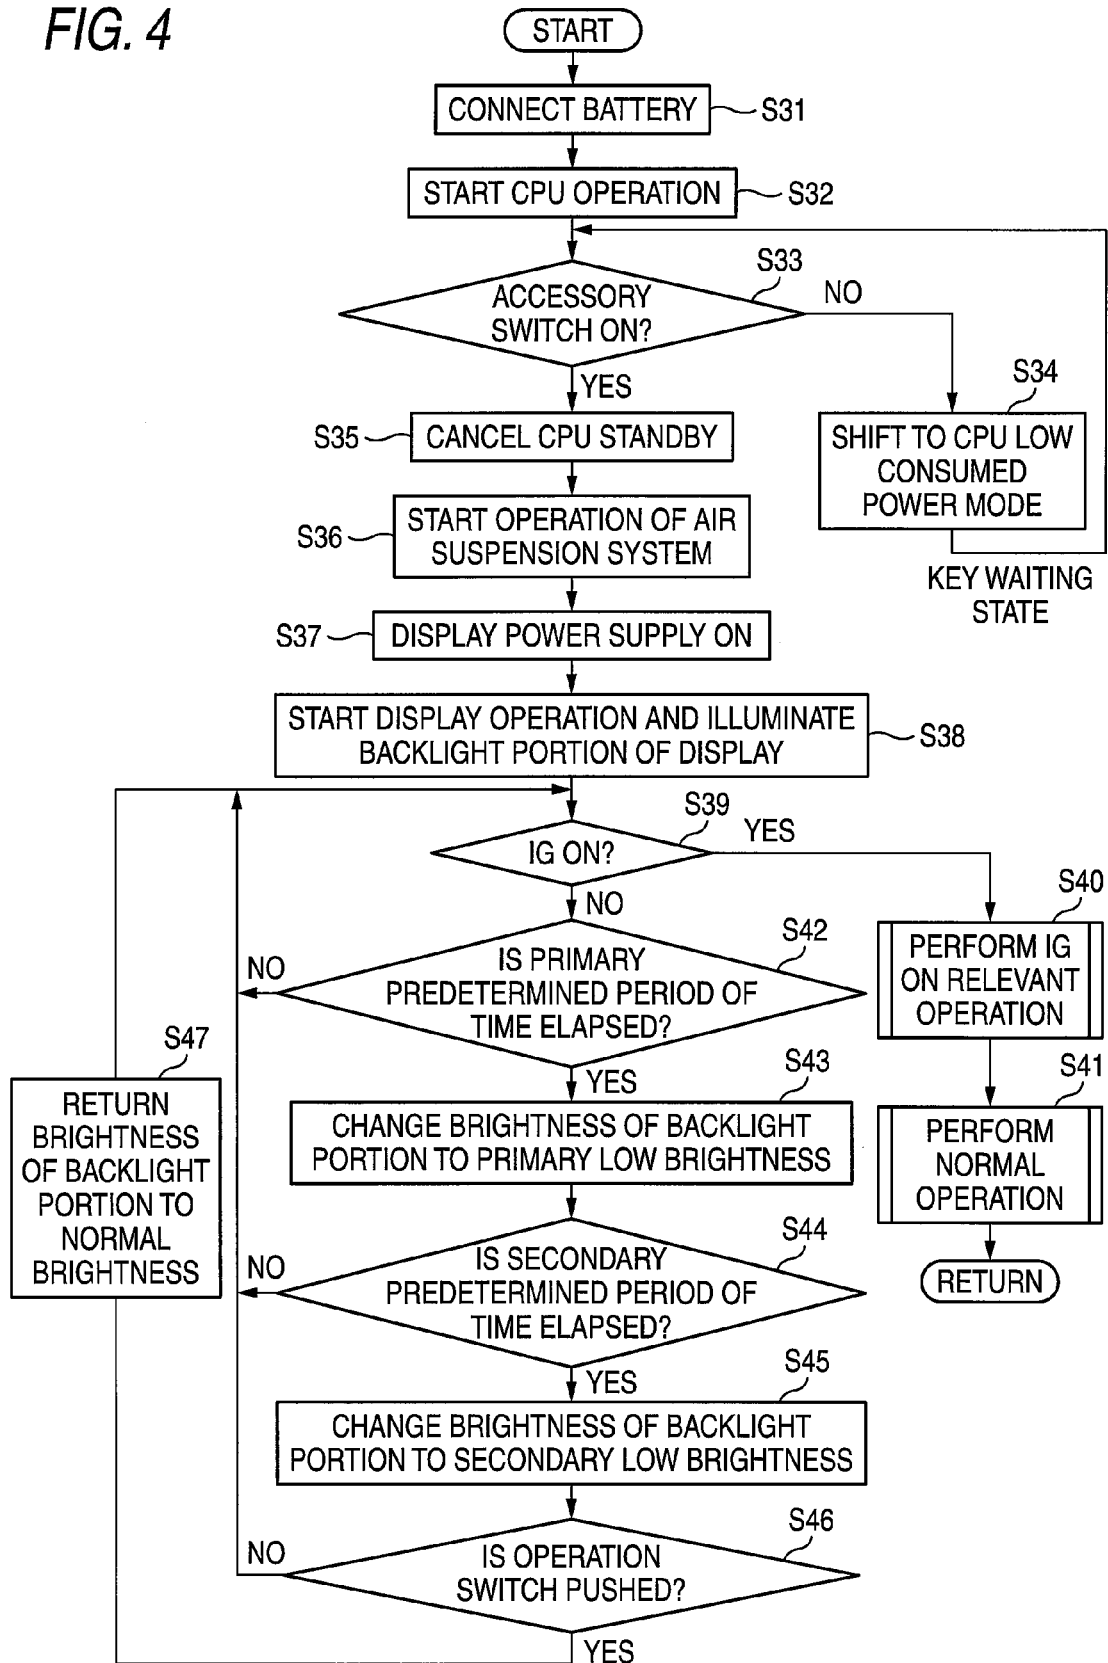 FIG. 4
START
CONNECT BATTERY
S31
START CPU OPERATION
S32
S33
ACCESSORY
SWITCH ON?
NO
YES
S34
SHIFT TO CPU LOW
CONSUMED
POWER MODE
KEY WAITING
STATE
S35
CANCEL CPU STANDBY
S36
START OPERATION OF AIR
SUSPENSION SYSTEM
S37
DISPLAY POWER SUPPLY ON
START DISPLAY OPERATION AND ILLUMINATE
BACKLIGHT PORTION OF DISPLAY
S38
S39
IG ON?
YES
NO
S40
PERFORM IG
ON RELEVANT
OPERATION
S41
PERFORM
NORMAL
OPERATION
RETURN
S42
IS PRIMARY
PREDETERMINED PERIOD OF
TIME ELAPSED?
NO
YES
S43
CHANGE BRIGHTNESS OF BACKLIGHT
PORTION TO PRIMARY LOW BRIGHTNESS
S44
IS SECONDARY
PREDETERMINED PERIOD OF
TIME ELAPSED?
NO
YES
S45
CHANGE BRIGHTNESS OF BACKLIGHT
PORTION TO SECONDARY LOW BRIGHTNESS
S46
IS OPERATION
SWITCH PUSHED?
NO
YES
S47
RETURN
BRIGHTNESS
OF BACKLIGHT
PORTION TO
NORMAL
BRIGHTNESS